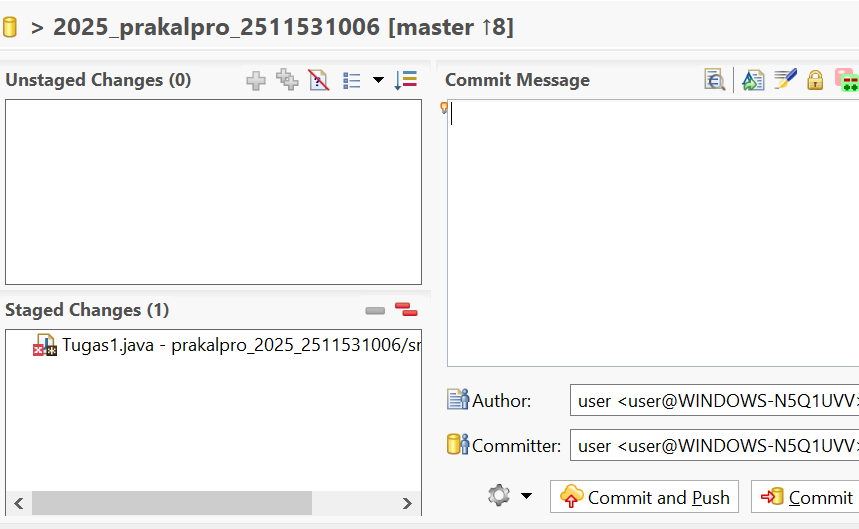 > 2025_prakalpro_2511531006 [master ↑8]
Unstaged Changes (0)
Commit Message
Staged Changes (1)
Tugas1.java - prakalpro_2025_2511531006/sr
Author:
user <user@WINDOWS-N5Q1UVV>
Committer:
user <user@WINDOWS-N5Q1UVV>
Commit and Push
Commit